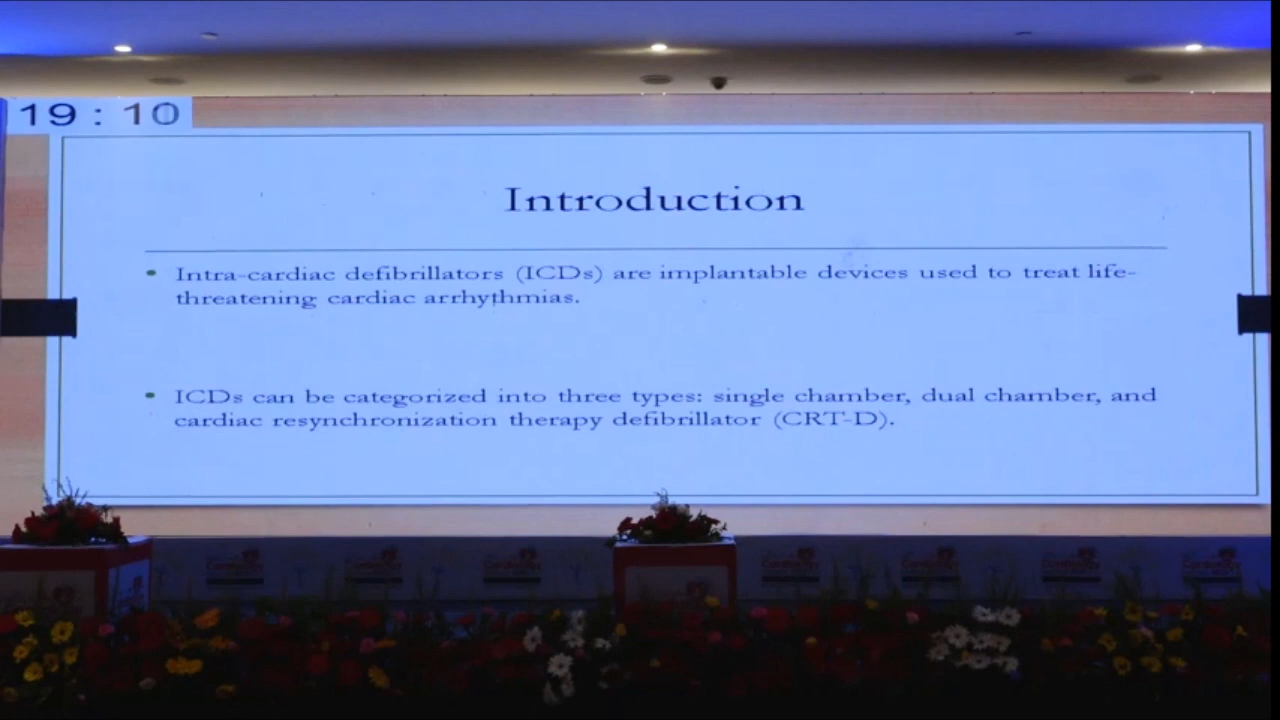 19 : 10
Introduction
• Intra-cardiac defibrillators (ICDs) are implantable devices used to treat life-
threatening cardiac arrhythmias.
• ICDs can be categorized into three types: single chamber, dual chamber, and
cardiac resynchronization therapy defibrillator (CRT-D).